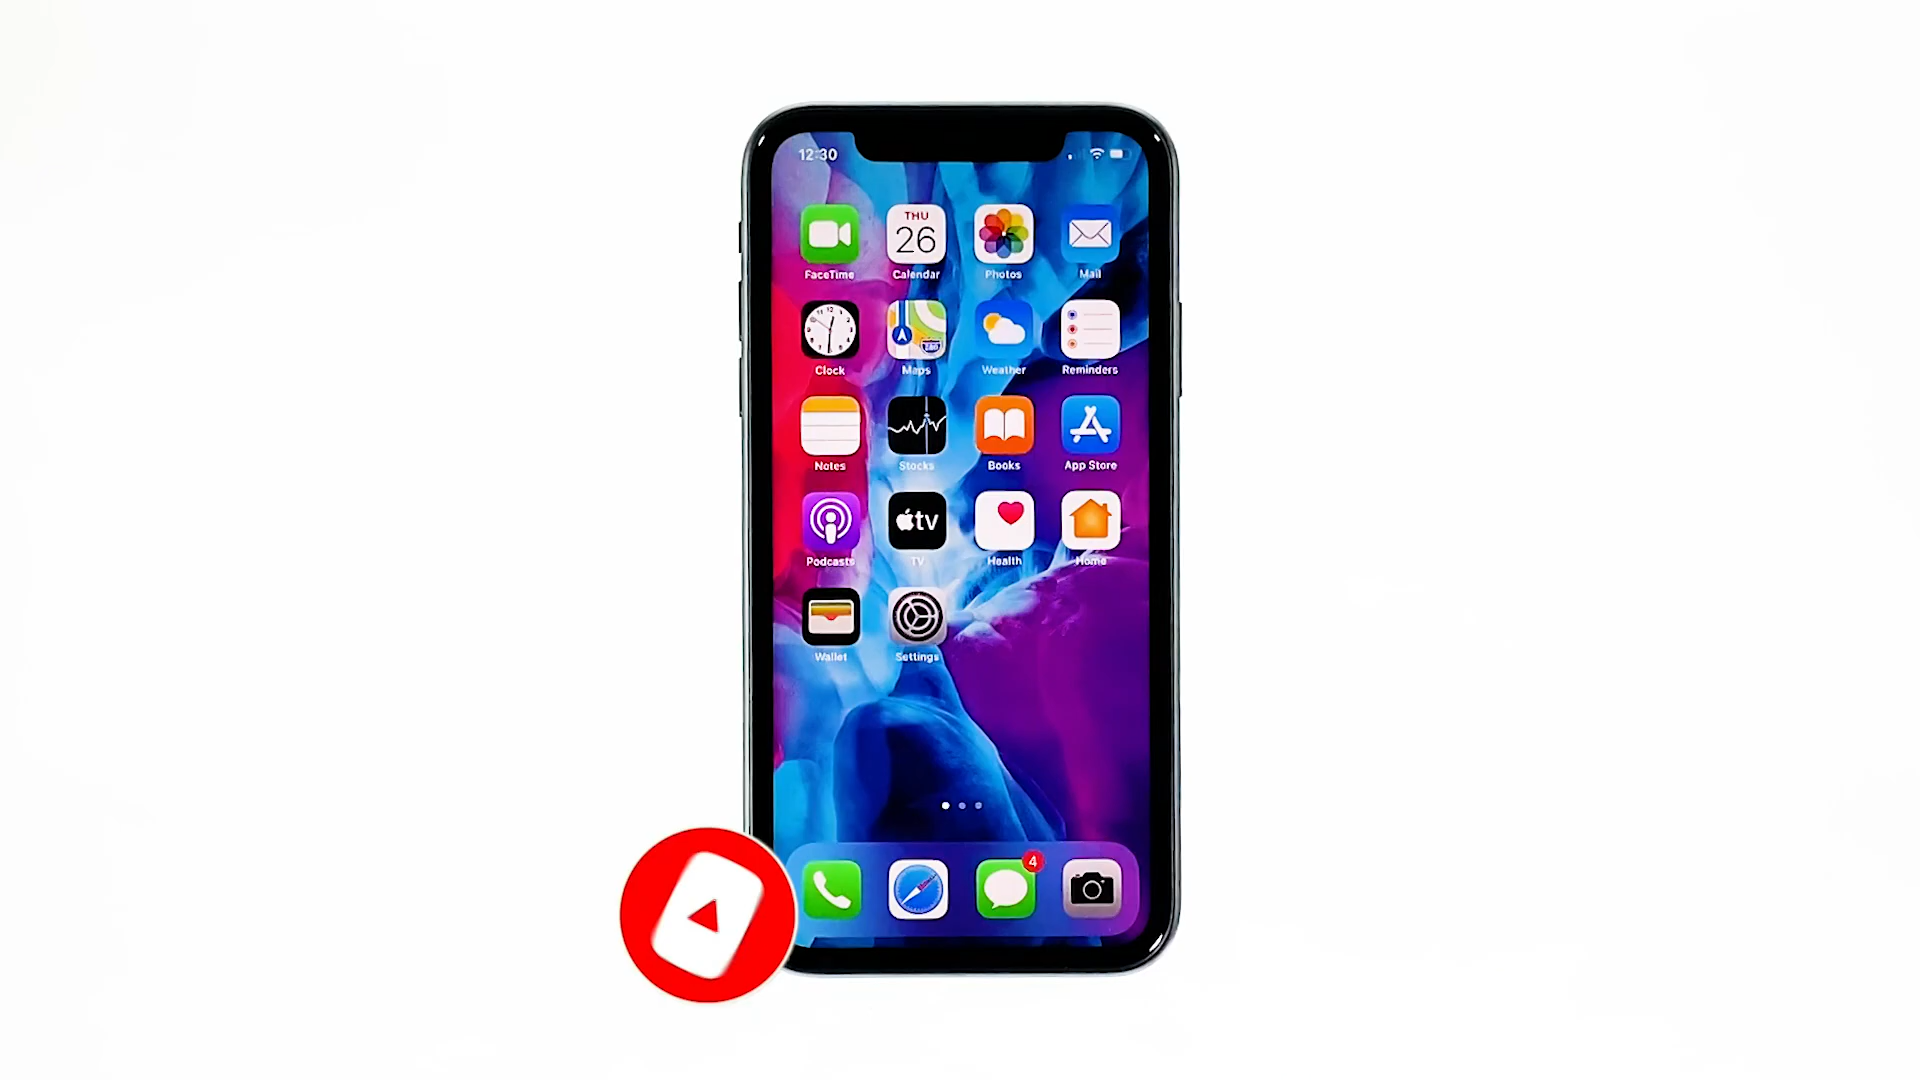 12:30
THU
26
FaceTime Calendar Photos Mail
Clock Maps Weather Reminders
Notes Stocks Books App Store
tv
Podcasts TV Health Home
Wallet Settings
4